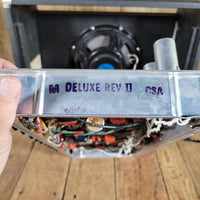 M DELUXE REV II CSA